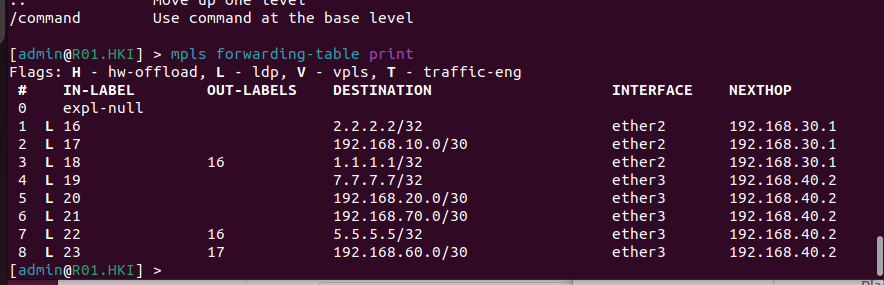 ..              Move up one level
/command        Use command at the base level
[admin@R01.HKI] > mpls forwarding-table print
Flags: H - hw-offload, L - ldp, V - vpls, T - traffic-eng
#    IN-LABEL    OUT-LABELS    DESTINATION    INTERFACE    NEXTHOP
0    expl-null
1 L 16    2.2.2.2/32    ether2    192.168.30.1
2 L 17    192.168.10.0/30    ether2    192.168.30.1
3 L 18    16    1.1.1.1/32    ether2    192.168.30.1
4 L 19    7.7.7.7/32    ether3    192.168.40.2
5 L 20    192.168.20.0/30    ether3    192.168.40.2
6 L 21    192.168.70.0/30    ether3    192.168.40.2
7 L 22    16    5.5.5.5/32    ether3    192.168.40.2
8 L 23    17    192.168.60.0/30    ether3    192.168.40.2
[admin@R01.HKI] >